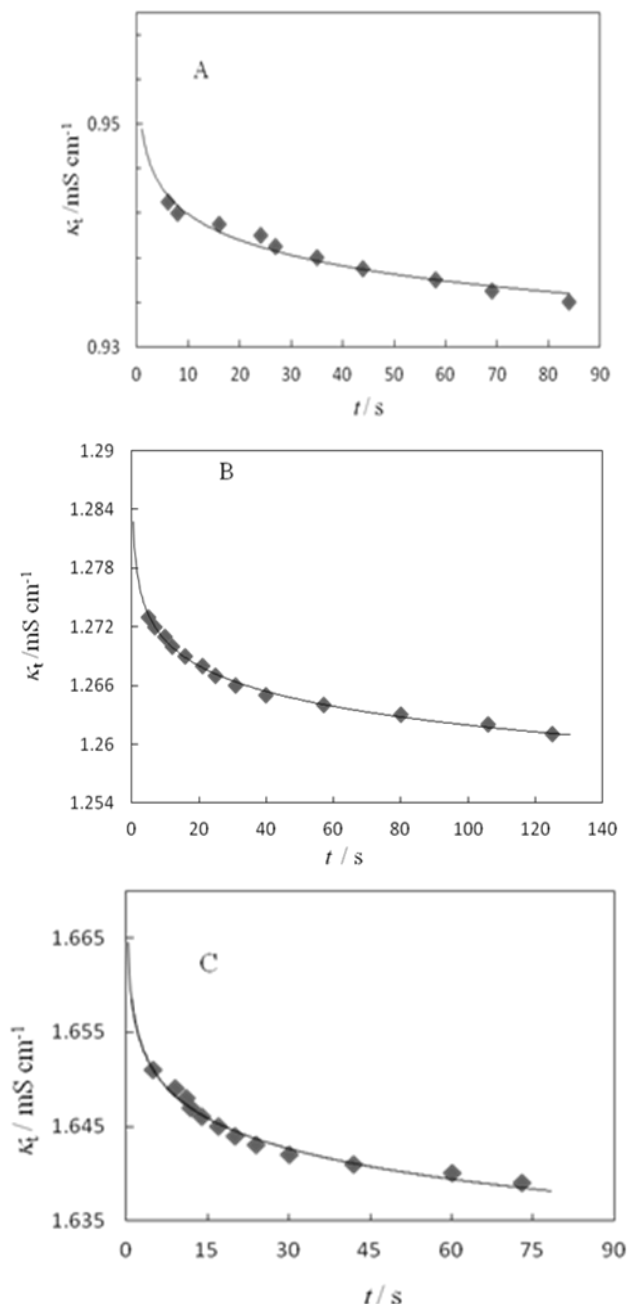 A
0.95
0.93
κt /mS cm-1
0 10 20 30 40 50 60 70 80 90
t / s
B
1.29
1.284
1.278
1.272
1.266
1.26
1.254
κt /mS cm-1
0 20 40 60 80 100 120 140
t / s
C
1.665
1.655
1.645
1.635
κt / mS cm-1
0 15 30 45 60 75 90
t / s